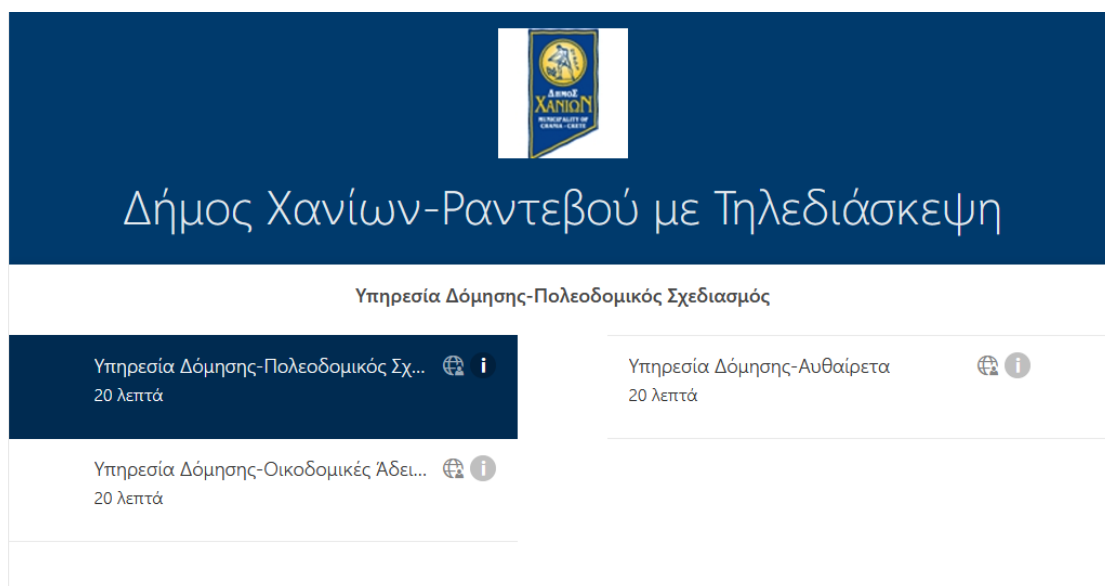 ΔΗΜΟΣ
ΧΑΝΙΩΝ
MUNICIPALITY OF
CHANIA - CRETE
Δήμος Χανίων-Ραντεβού με Τηλεδιάσκεψη
Υπηρεσία Δόμησης-Πολεοδομικός Σχεδιασμός
Υπηρεσία Δόμησης-Πολεοδομικός Σχ...
20 λεπτά
Υπηρεσία Δόμησης-Αυθαίρετα
20 λεπτά
Υπηρεσία Δόμησης-Οικοδομικές Άδει...
20 λεπτά